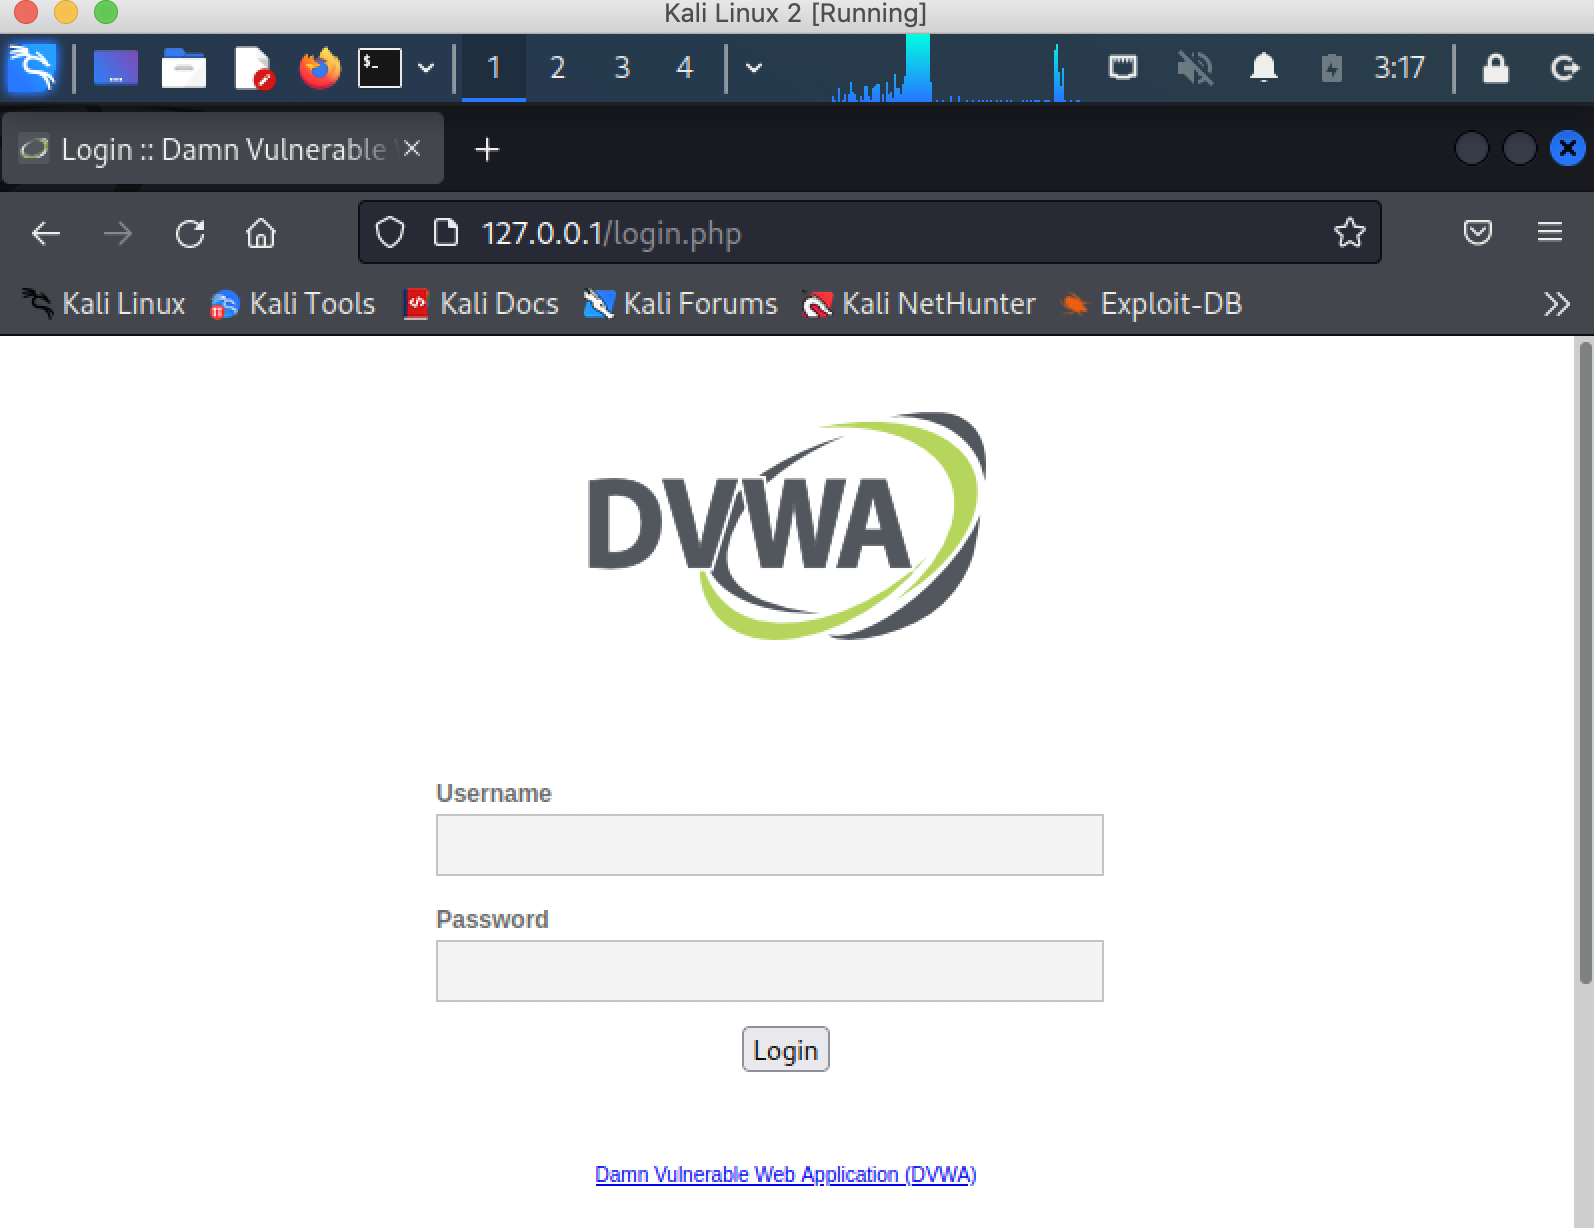 Kali Linux 2 [Running]
$_ 1 2 3 4 3:17
Login :: Damn Vulnerable
127.0.0.1/login.php
Kali Linux Kali Tools Kali Docs Kali Forums Kali NetHunter Exploit-DB
DVWA
Username
Password
Login
Damn Vulnerable Web Application (DVWA)